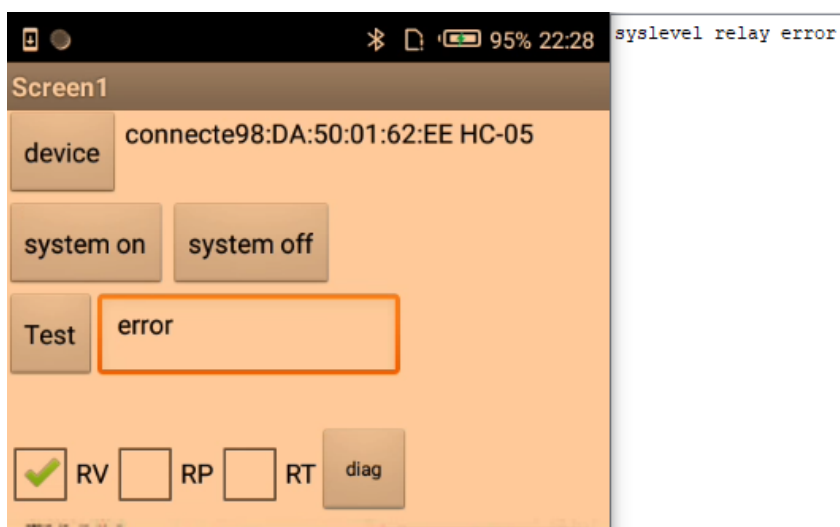 95% 22:28
syslevel relay error
Screen1
device connecte98:DA:50:01:62:EE HC-05
system on system off
Test error
RV RP RT diag